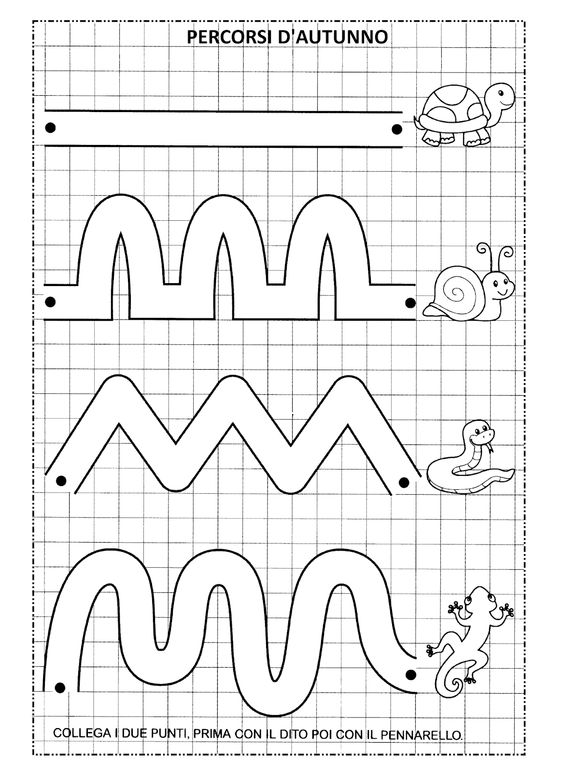 PERCORSI D'AUTUNNO
COLLEGA I DUE PUNTI, PRIMA CON IL DITO POI CON IL PENNARELLO.